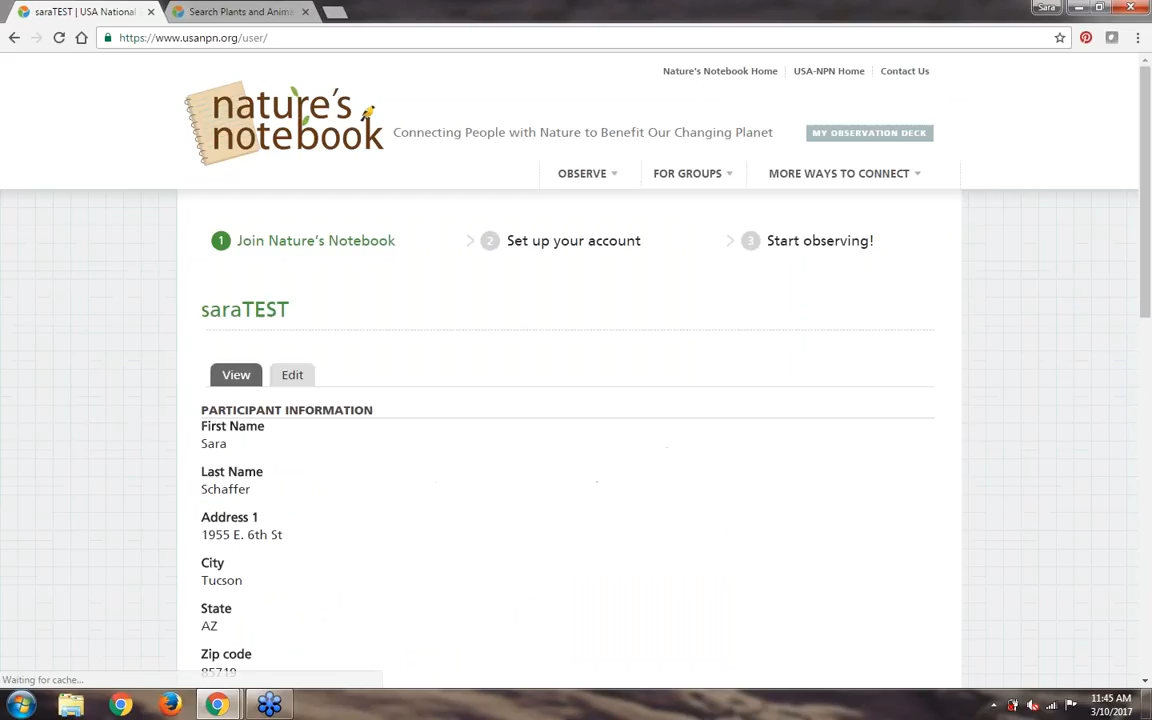 saraTEST | USA National
Search Plants and Anim
Sara
https://www.usanpn.org/user/
Nature's Notebook Home
USA-NPN Home
Contact Us
nature's
notebook
Connecting People with Nature to Benefit Our Changing Planet
MY OBSERVATION DECK
OBSERVE
FOR GROUPS
MORE WAYS TO CONNECT
1 Join Nature's Notebook
2 Set up your account
3 Start observing!
saraTEST
View
Edit
PARTICIPANT INFORMATION
First Name
Sara
Last Name
Schaffer
Address 1
1955 E. 6th St
City
Tucson
State
AZ
Zip code
85719
Waiting for cache...
11:45 AM
3/10/2017